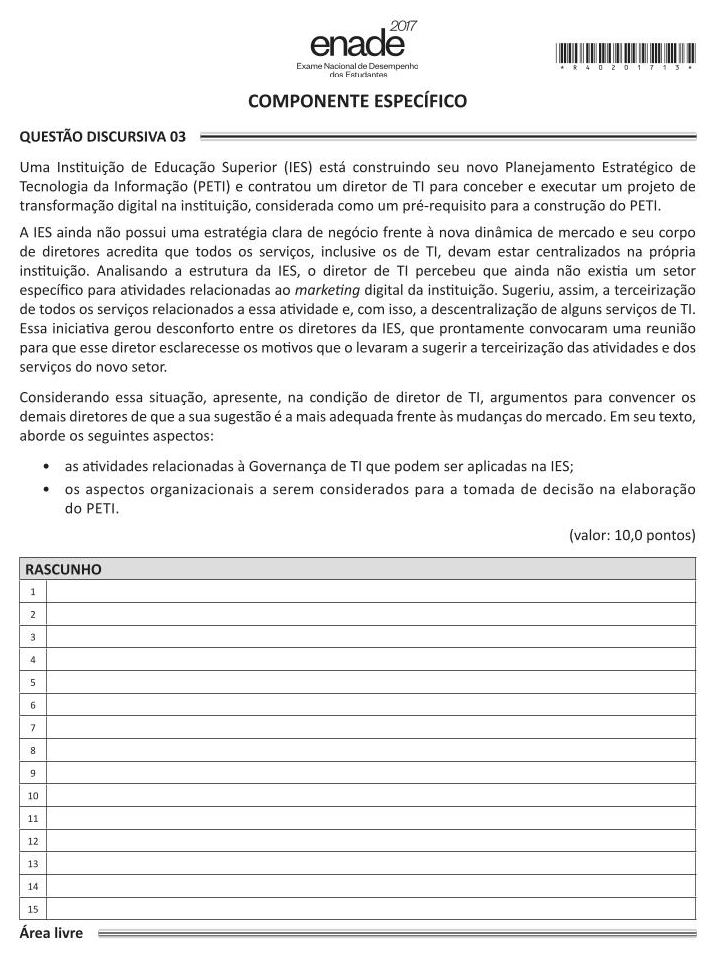 2017
enade
Exame Nacional de Desempenho
dos Estudantes
* R 4 0 2 0 1 7 1 3 *
COMPONENTE ESPECÍFICO
QUESTÃO DISCURSIVA 03
Uma Instituição de Educação Superior (IES) está construindo seu novo Planejamento Estratégico de
Tecnologia da Informação (PETI) e contratou um diretor de TI para conceber e executar um projeto de
transformação digital na instituição, considerada como um pré-requisito para a construção do PETI.
A IES ainda não possui uma estratégia clara de negócio frente à nova dinâmica de mercado e seu corpo
de diretores acredita que todos os serviços, inclusive os de TI, devam estar centralizados na própria
instituição. Analisando a estrutura da IES, o diretor de TI percebeu que ainda não existia um setor
específico para atividades relacionadas ao marketing digital da instituição. Sugeriu, assim, a terceirização
de todos os serviços relacionados a essa atividade e, com isso, a descentralização de alguns serviços de TI.
Essa iniciativa gerou desconforto entre os diretores da IES, que prontamente convocaram uma reunião
para que esse diretor esclarecesse os motivos que o levaram a sugerir a terceirização das atividades e dos
serviços do novo setor.
Considerando essa situação, apresente, na condição de diretor de TI, argumentos para convencer os
demais diretores de que a sua sugestão é a mais adequada frente às mudanças do mercado. Em seu texto,
aborde os seguintes aspectos:
• as atividades relacionadas à Governança de TI que podem ser aplicadas na IES;
• os aspectos organizacionais a serem considerados para a tomada de decisão na elaboração
do PETI.
(valor: 10,0 pontos)
RASCUNHO
1
2
3
4
5
6
7
8
9
10
11
12
13
14
15
Área livre